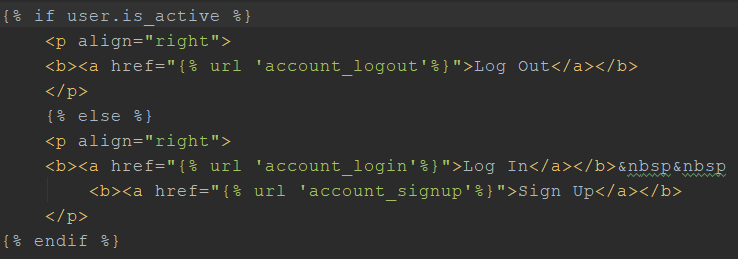 {% if user.is_active %}
<p align="right">
<b><a href="{% url 'account_logout'%}">Log Out</a></b>
</p>
{% else %}
<p align="right">
<b><a href="{% url 'account_login'%}">Log In</a></b>&nbsp&nbsp
<b><a href="{% url 'account_signup'%}">Sign Up</a></b>
</p>
{% endif %}